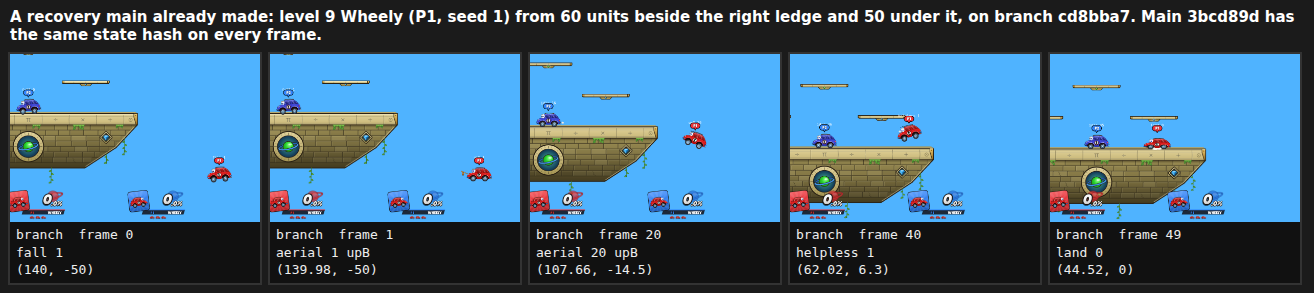 A recovery main already made: level 9 Wheely (P1, seed 1) from 60 units beside the right ledge and 50 under it, on branch cd8bba7. Main 3bcd89d has
the same state hash on every frame.
branch  frame 0
fall 1
(140, -50)
branch  frame 1
aerial 1 upB
(139.98, -50)
branch  frame 20
aerial 20 upB
(107.66, -14.5)
branch  frame 40
helpless 1
(62.02, 6.3)
branch  frame 49
land 0
(44.52, 0)